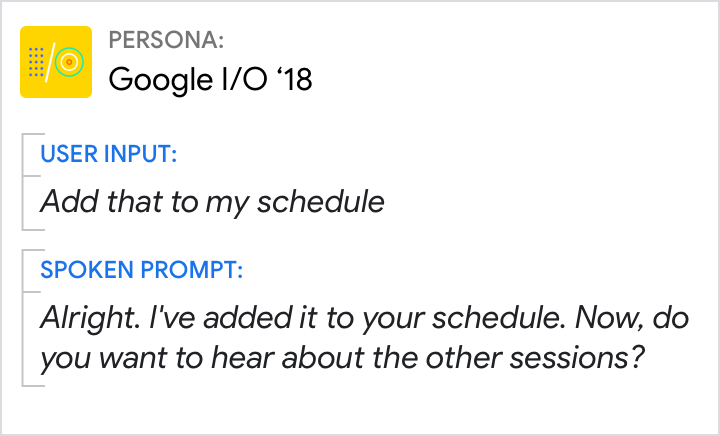 PERSONA:
Google I/O ‘18
USER INPUT:
Add that to my schedule
SPOKEN PROMPT:
Alright. I've added it to your schedule. Now, do
you want to hear about the other sessions?